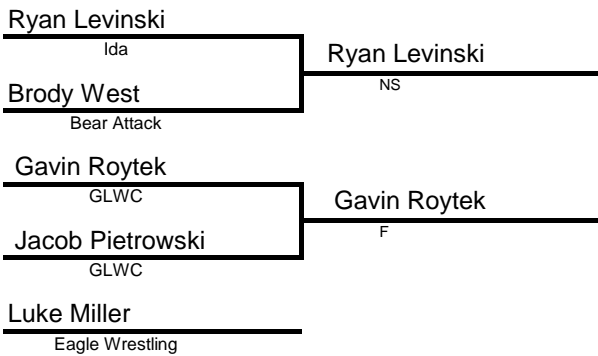 Ryan Levinski
Ida
Ryan Levinski
NS
Brody West
Bear Attack
Gavin Roytek
GLWC
Gavin Roytek
F
Jacob Pietrowski
GLWC
Luke Miller
Eagle Wrestling